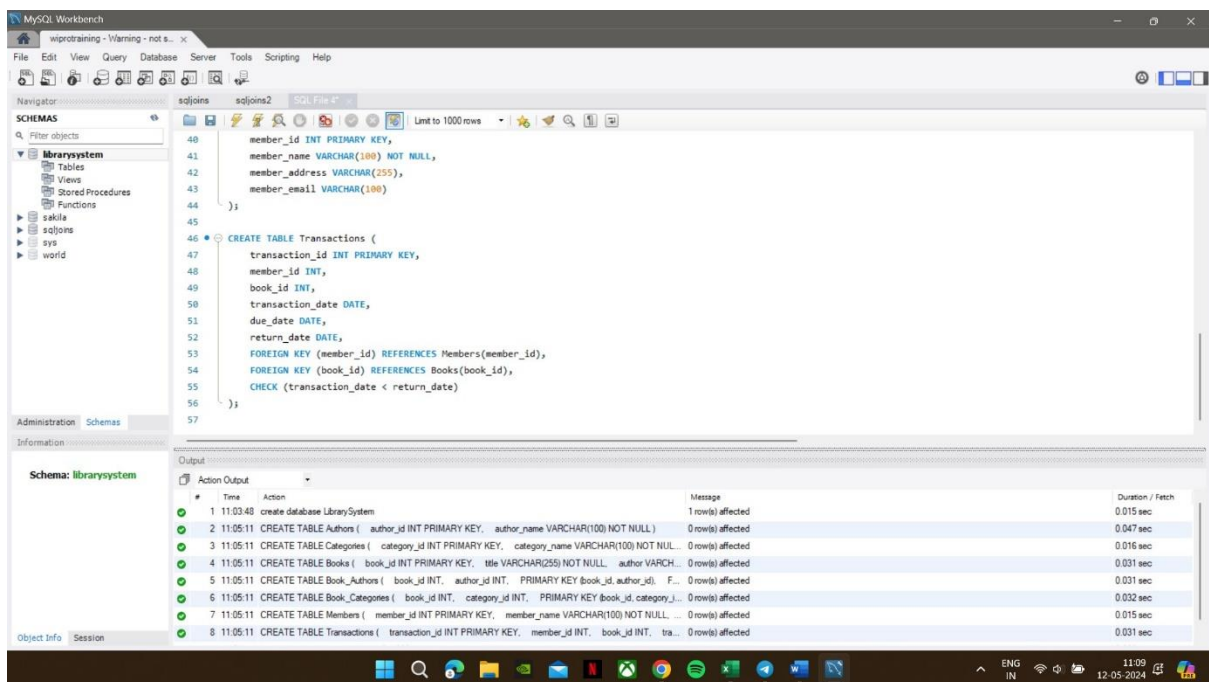 MySQL Workbench
wiprotraining - Warning - not s...
File Edit View Query Database Server Tools Scripting Help
Navigator
SCHEMAS
Filter objects
librarysystem
Tables
Views
Stored Procedures
Functions
sakila
sqljoins
sys
world
Administration Schemas
Information
Schema: librarysystem
Object Info Session
sqljoins sqljoins2 SQL File 4*
Limit to 1000 rows
40 member_id INT PRIMARY KEY,
41 member_name VARCHAR(100) NOT NULL,
42 member_address VARCHAR(255),
43 member_email VARCHAR(100)
44 );
45
46 CREATE TABLE Transactions (
47 transaction_id INT PRIMARY KEY,
48 member_id INT,
49 book_id INT,
50 transaction_date DATE,
51 due_date DATE,
52 return_date DATE,
53 FOREIGN KEY (member_id) REFERENCES Members(member_id),
54 FOREIGN KEY (book_id) REFERENCES Books(book_id),
55 CHECK (transaction_date < return_date)
56 );
57
Output
Action Output
# Time Action Message Duration / Fetch
1 11:03:48 create database LibrarySystem 1 row(s) affected 0.015 sec
2 11:05:11 CREATE TABLE Authors ( author_id INT PRIMARY KEY, author_name VARCHAR(100) NOT NULL ) 0 row(s) affected 0.047 sec
3 11:05:11 CREATE TABLE Categories ( category_id INT PRIMARY KEY, category_name VARCHAR(100) NOT NUL... 0 row(s) affected 0.016 sec
4 11:05:11 CREATE TABLE Books ( book_id INT PRIMARY KEY, title VARCHAR(255) NOT NULL, author VARCH... 0 row(s) affected 0.031 sec
5 11:05:11 CREATE TABLE Book_Authors ( book_id INT, author_id INT, PRIMARY KEY (book_id, author_id), F... 0 row(s) affected 0.031 sec
6 11:05:11 CREATE TABLE Book_Categories ( book_id INT, category_id INT, PRIMARY KEY (book_id, category_i... 0 row(s) affected 0.032 sec
7 11:05:11 CREATE TABLE Members ( member_id INT PRIMARY KEY, member_name VARCHAR(100) NOT NULL, ... 0 row(s) affected 0.015 sec
8 11:05:11 CREATE TABLE Transactions ( transaction_id INT PRIMARY KEY, member_id INT, book_id INT, tra... 0 row(s) affected 0.031 sec
ENG
IN
11:09
12-05-2024